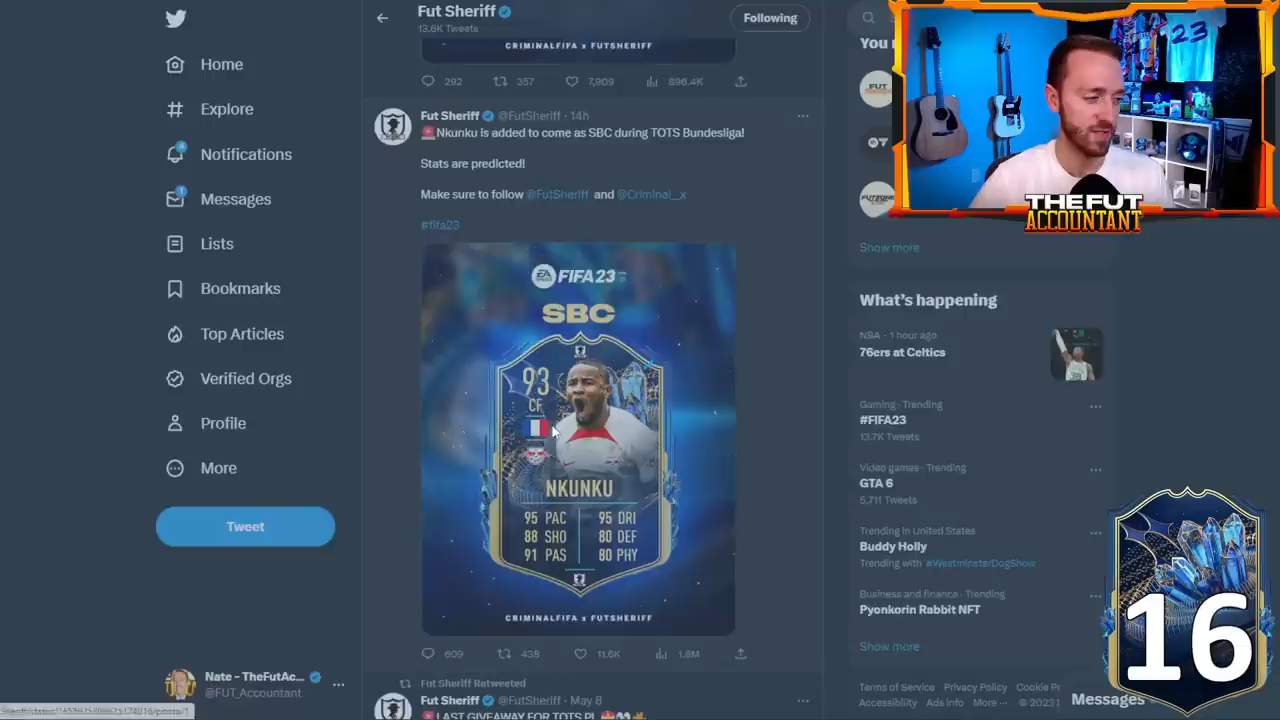 Fut Sheriff
13.6K Tweets
Following
CRIMINALFIFA x FUTSHERIFF
292
357
7,909
896.4K
Home
Explore
Notifications
Messages
Lists
Bookmarks
Top Articles
Verified Orgs
Profile
More
Tweet
Nate - TheFutAc...
@FUT_Accountant
Fut Sheriff @FutSheriff · 14h
Nkunku is added to come as SBC during TOTS Bundesliga!
Stats are predicted!
Make sure to follow @FutSheriff and @Criminal__x
#fifa23
EA SPORTS FIFA 23
SBC
93
CF
NKUNKU
95 PAC 95 DRI
88 SHO 80 DEF
91 PAS 80 PHY
CRIMINALFIFA x FUTSHERIFF
609
438
11.6K
1.8M
Fut Sheriff Retweeted
Fut Sheriff @FutSheriff · May 8
LAST GIVEAWAY FOR TOTS PL
23
THE FUT
ACCOUNTANT
Show more
What's happening
NBA · 1 hour ago
76ers at Celtics
Gaming · Trending
#FIFA23
13.7K Tweets
Video games · Trending
GTA 6
5,711 Tweets
Trending in United States
Buddy Holly
Trending with #WestminsterDogShow
Business and finance · Trending
Pyonkorin Rabbit NFT
Show more
Terms of Service Privacy Policy Cookie P
Accessibility Ads Info More ··· © 2023
Messages
16